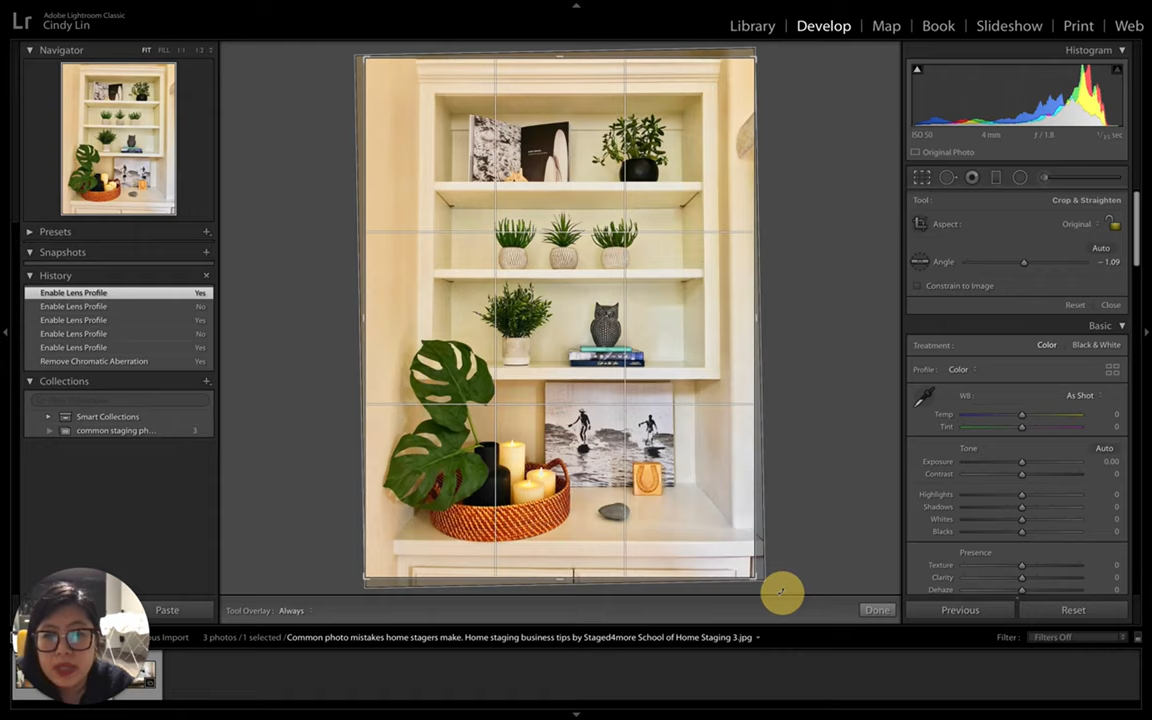 Lr
Adobe Lightroom Classic
Cindy Lin
Library | Develop | Map | Book | Slideshow | Print | Web
Navigator FIT FILL 1:1 1:2
Presets
Snapshots
History
Enable Lens Profile Yes
Enable Lens Profile No
Enable Lens Profile Yes
Enable Lens Profile No
Enable Lens Profile Yes
Remove Chromatic Aberration Yes
Collections
Smart Collections
common staging ph... 3
Paste
Tool Overlay: Always
Done
Histogram
ISO 50 4 mm ƒ / 1.8
Original Photo
Tool: Crop & Straighten
Aspect: Original
Auto
Angle – 1.09
Constrain to Image
Reset Close
Basic
Treatment: Color Black & White
Profile: Color
WB: As Shot
Temp 0
Tint 0
Tone Auto
Exposure 0.00
Contrast 0
Highlights 0
Shadows 0
Whites 0
Blacks 0
Presence
Texture 0
Clarity 0
Dehaze 0
Previous Reset
ous Import 3 photos / 1 selected / Common photo mistakes home stagers make. Home staging business tips by Staged4more School of Home Staging 3.jpg
Filter: Filters Off